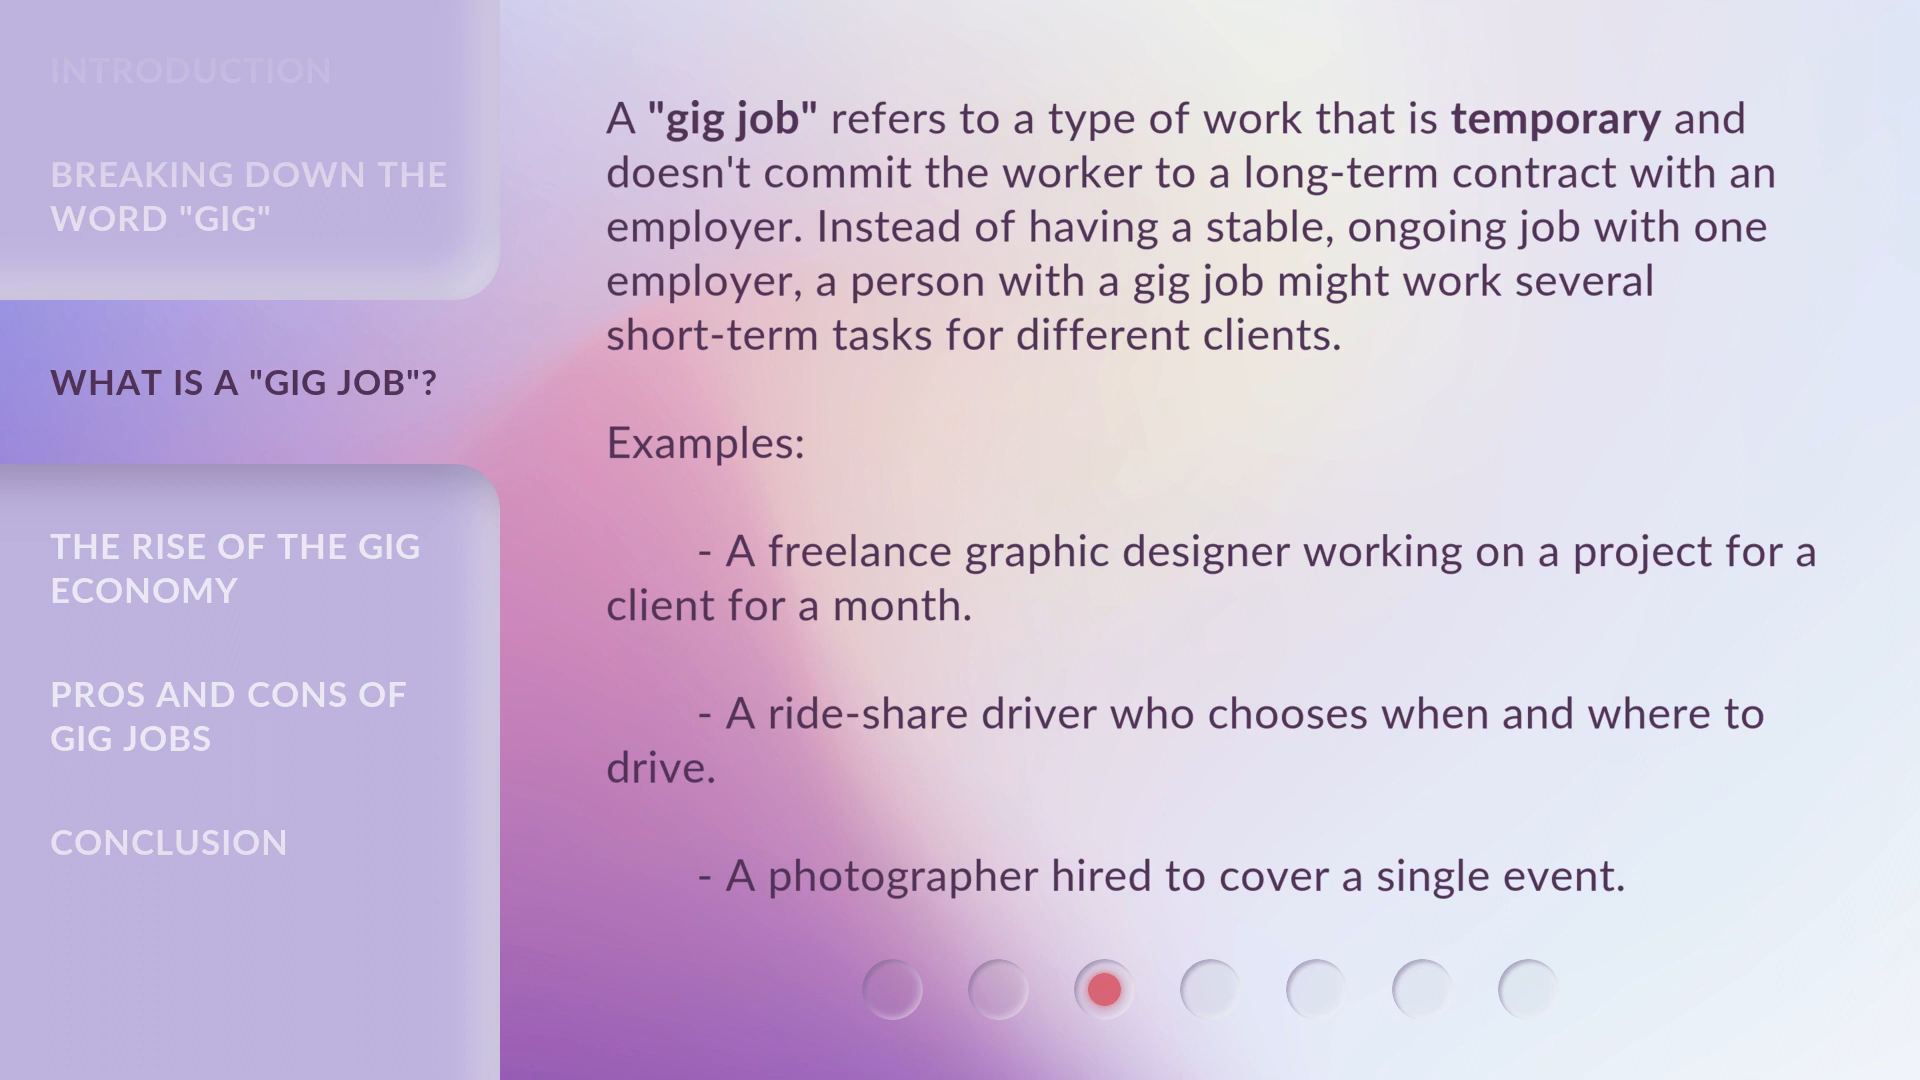 INTRODUCTION
BREAKING DOWN THE
WORD "GIG"
WHAT IS A "GIG JOB"?
THE RISE OF THE GIG
ECONOMY
PROS AND CONS OF
GIG JOBS
CONCLUSION
A "gig job" refers to a type of work that is temporary and
doesn't commit the worker to a long-term contract with an
employer. Instead of having a stable, ongoing job with one
employer, a person with a gig job might work several
short-term tasks for different clients.
Examples:
- A freelance graphic designer working on a project for a
client for a month.
- A ride-share driver who chooses when and where to
drive.
- A photographer hired to cover a single event.